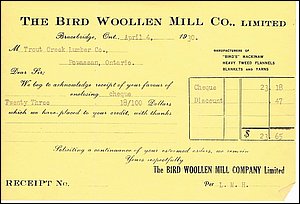 THE BIRD WOOLLEN MILL CO., LIMITED
Bracebridge, Ont., April 4, 1930.
M Trout Creek Lumber Co.,
Powassan, Ontario.
MANUFACTURERS OF
"BIRD'S" MACKINAW
HEAVY TWEED FLANNELS
BLANKETS AND YARNS
Dear Sir;
We beg to acknowledge receipt of your favor of
enclosing cheque
Twenty Three 18/100 Dollars
which we have placed to your credit, with thanks
Cheque 23 18
Discount 47
$ 23 65
Soliciting a continuance of your esteemed orders, we remain
Yours respectfully
THE BIRD WOOLLEN MILL COMPANY Limited
RECEIPT No.
Per L. M. H.